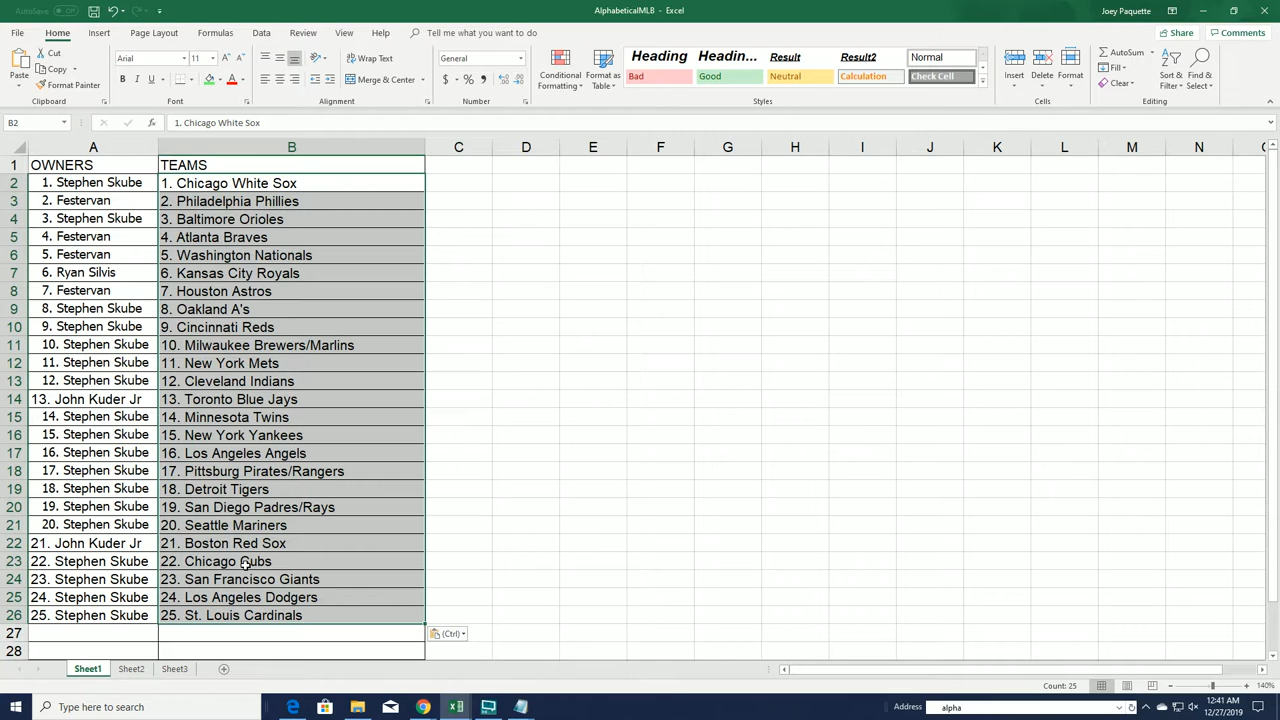 AutoSave Off
AlphabeticalMLB - Excel
Joey Paquette
File Home Insert Page Layout Formulas Data Review View Help Tell me what you want to do
Share Comments
Paste
Cut
Copy
Format Painter
Clipboard
Arial 11
B I U
Font
Wrap Text
Merge & Center
Alignment
General
$ % 
Number
Conditional Formatting
Format as Table
Heading Headin... Result Result2 Normal
Bad Good Neutral Calculation Check Cell
Styles
Insert Delete Format
Cells
AutoSum
Fill
Clear
Sort & Filter
Find & Select
Editing
B2 fx 1. Chicago White Sox
A B C D E F G H I J K L M N
1 OWNERS TEAMS
2 1. Stephen Skube 1. Chicago White Sox
3 2. Festervan 2. Philadelphia Phillies
4 3. Stephen Skube 3. Baltimore Orioles
5 4. Festervan 4. Atlanta Braves
6 5. Festervan 5. Washington Nationals
7 6. Ryan Silvis 6. Kansas City Royals
8 7. Festervan 7. Houston Astros
9 8. Stephen Skube 8. Oakland A's
10 9. Stephen Skube 9. Cincinnati Reds
11 10. Stephen Skube 10. Milwaukee Brewers/Marlins
12 11. Stephen Skube 11. New York Mets
13 12. Stephen Skube 12. Cleveland Indians
14 13. John Kuder Jr 13. Toronto Blue Jays
15 14. Stephen Skube 14. Minnesota Twins
16 15. Stephen Skube 15. New York Yankees
17 16. Stephen Skube 16. Los Angeles Angels
18 17. Stephen Skube 17. Pittsburg Pirates/Rangers
19 18. Stephen Skube 18. Detroit Tigers
20 19. Stephen Skube 19. San Diego Padres/Rays
21 20. Stephen Skube 20. Seattle Mariners
22 21. John Kuder Jr 21. Boston Red Sox
23 22. Stephen Skube 22. Chicago Cubs
24 23. Stephen Skube 23. San Francisco Giants
25 24. Stephen Skube 24. Los Angeles Dodgers
26 25. Stephen Skube 25. St. Louis Cardinals
27 (Ctrl)
28
Sheet1 Sheet2 Sheet3
Count: 25 140%
Type here to search
Address alpha
12:41 AM
12/27/2019